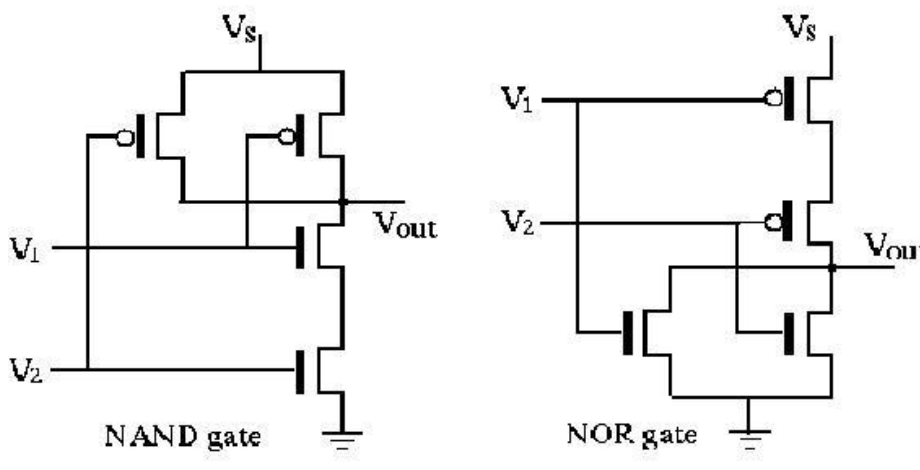 Vs
V1
V2
Vout
NAND gate
Vs
V1
V2
Vout
NOR gate